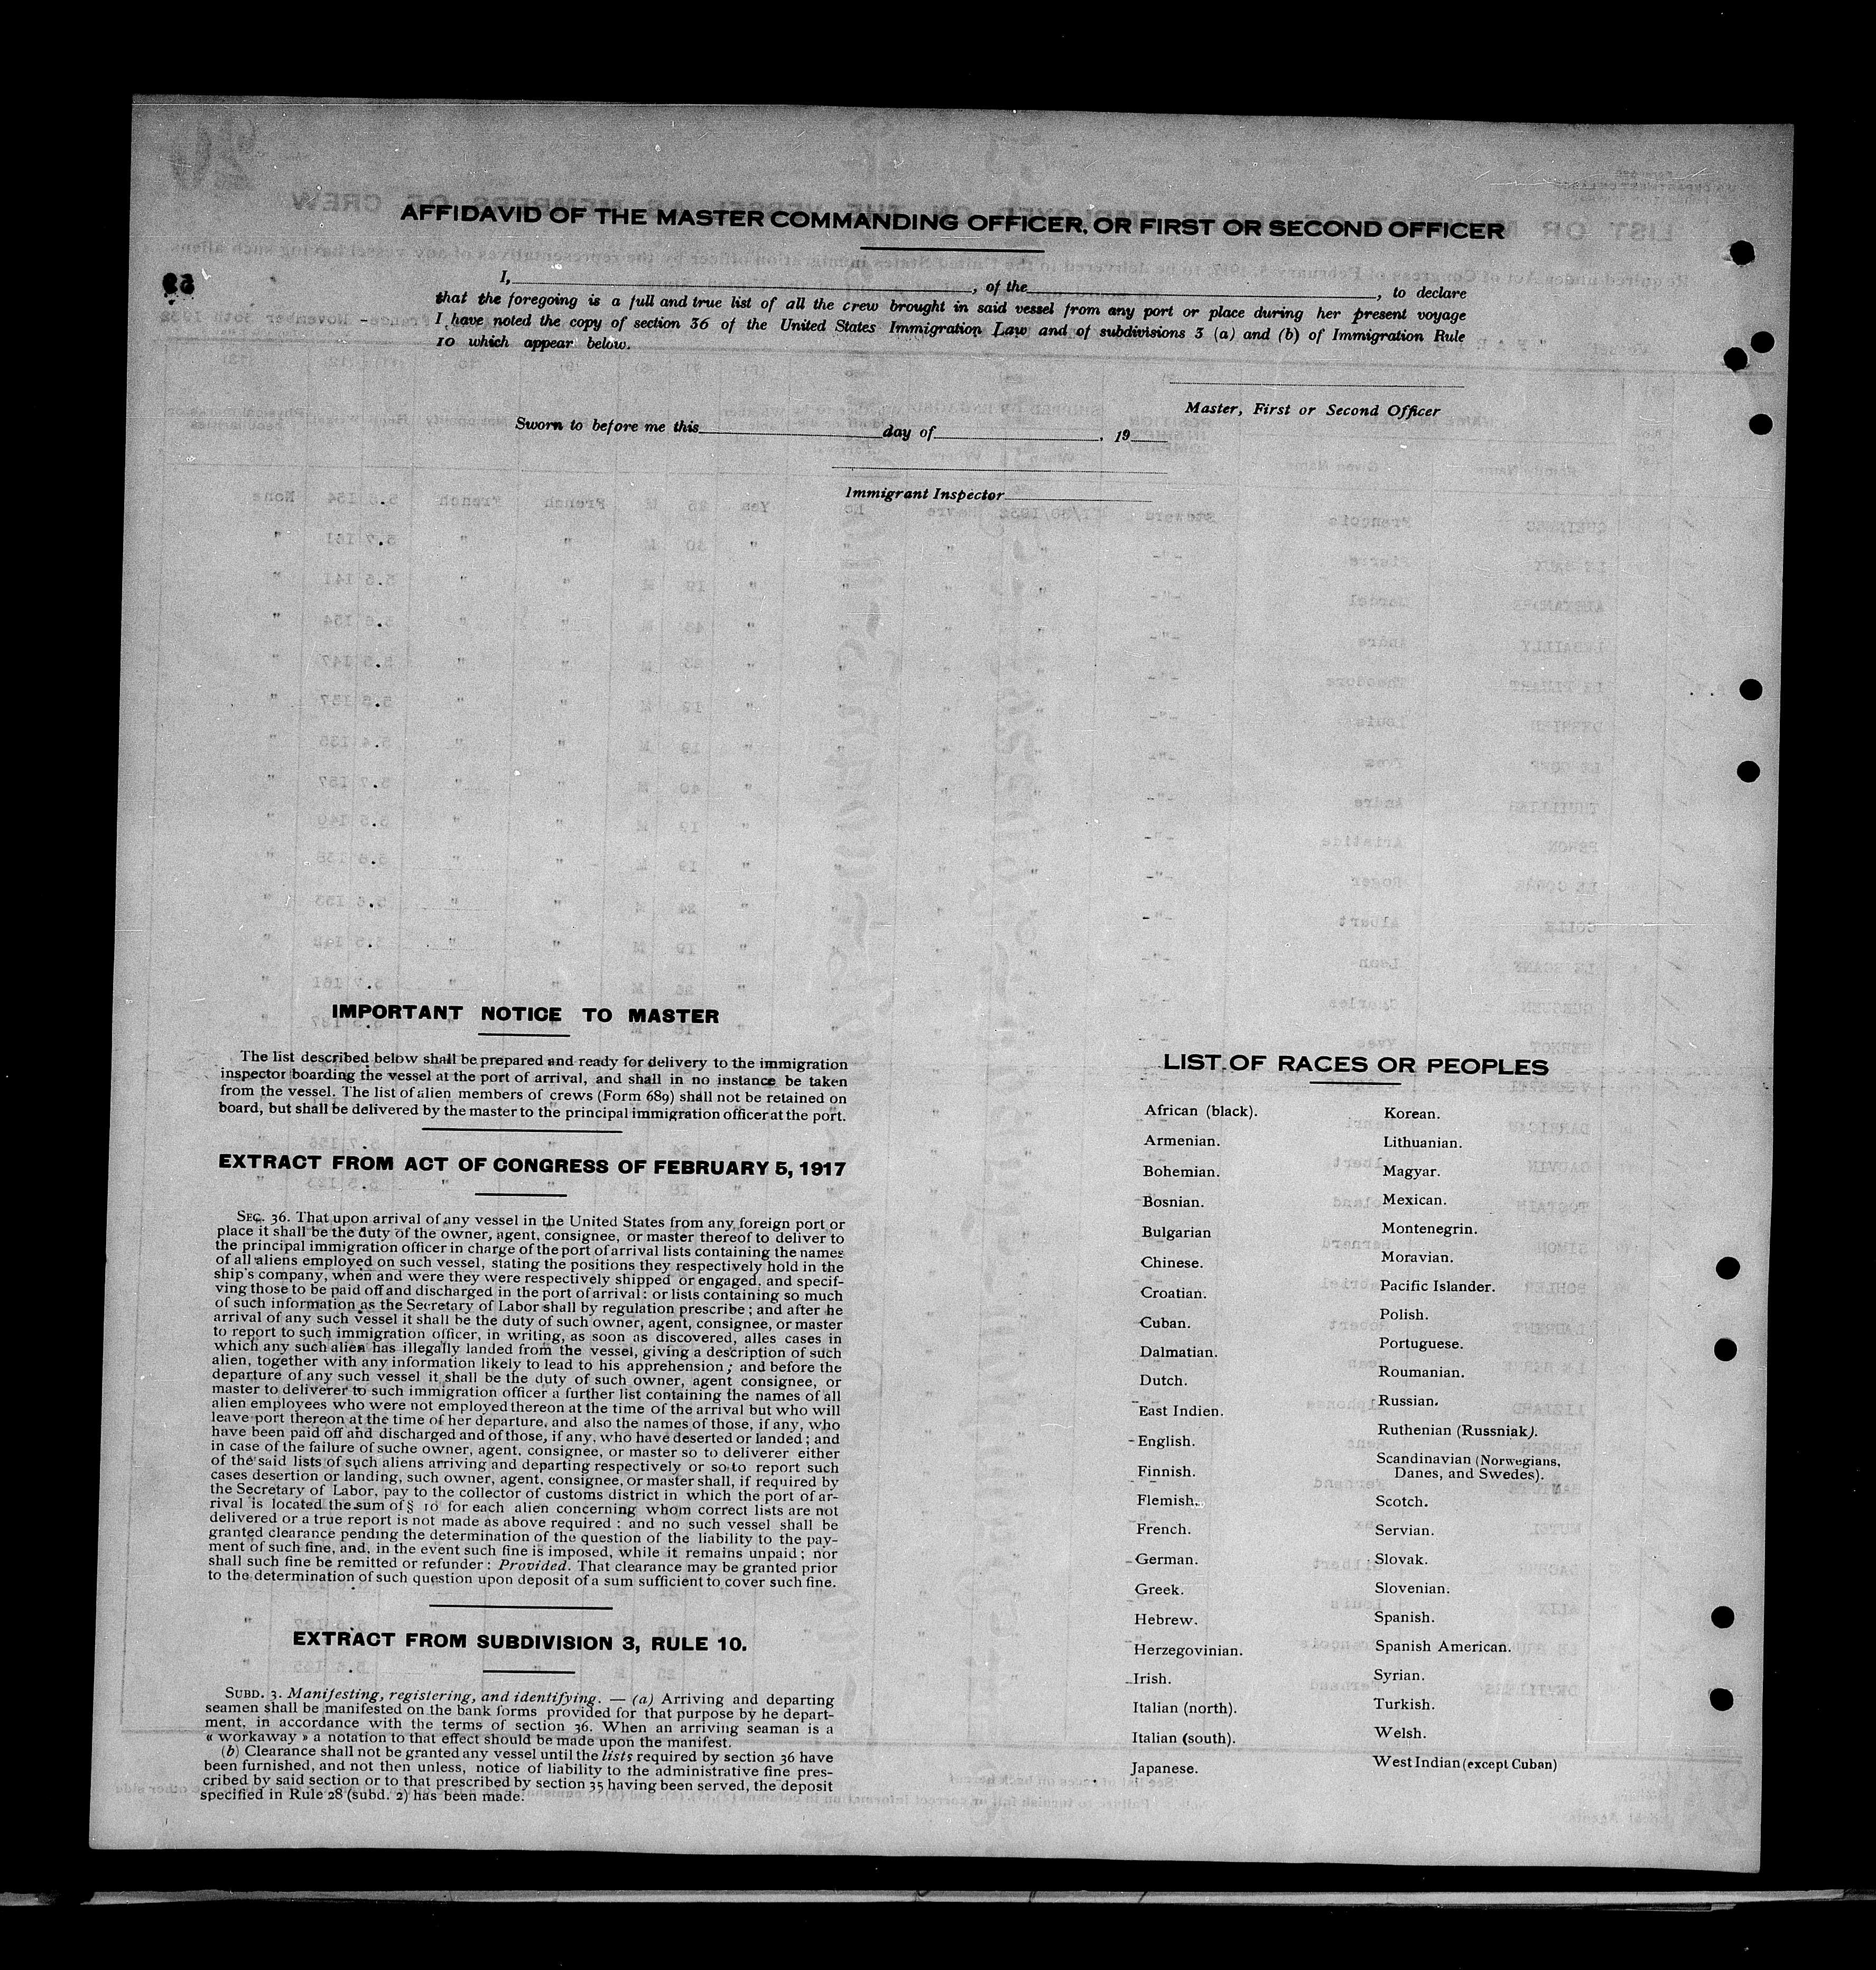 AFFIDAVID OF THE MASTER COMMANDING OFFICER, OR FIRST OR SECOND OFFICER
I, , of the , to declare
that the foregoing is a full and true list of all the crew brought in said vessel from any port or place during her present voyage
I have noted the copy of section 36 of the United States Immigration Law and of subdivisions 3 (a) and (b) of Immigration Rule
10 which appear below.
Master, First or Second Officer
Sworn to before me this day of , 19
Immigrant Inspector
IMPORTANT NOTICE TO MASTER
The list described below shall be prepared and ready for delivery to the immigration
inspector boarding the vessel at the port of arrival, and shall in no instance be taken
from the vessel. The list of alien members of crews (Form 689) shall not be retained on
board, but shall be delivered by the master to the principal immigration officer at the port.
EXTRACT FROM ACT OF CONGRESS OF FEBRUARY 5, 1917
SEC. 36. That upon arrival of any vessel in the United States from any foreign port or
place it shall be the duty of the owner, agent, consignee, or master thereof to deliver to
the principal immigration officer in charge of the port of arrival lists containing the names
of all aliens employed on such vessel, stating the positions they respectively hold in the
ship's company, when and were they were respectively shipped or engaged, and specif-
ving those to be paid off and discharged in the port of arrival: or lists containing so much
of such information as the Secretary of Labor shall by regulation prescribe; and after he
arrival of any such vessel it shall be the duty of such owner, agent, consignee, or master
to report to such immigration officer, in writing, as soon as discovered, alles cases in
which any such alien has illegally landed from the vessel, giving a description of such
alien, together with any information likely to lead to his apprehension; and before the
departure of any such vessel it shall be the duty of such owner, agent consignee, or
master to deliverer to such immigration officer a further list containing the names of all
alien employees who were not employed thereon at the time of the arrival but who will
leave port thereon at the time of her departure, and also the names of those, if any, who
have been paid off and discharged and of those, if any, who have deserted or landed; and
in case of the failure of suche owner, agent, consignee, or master so to deliverer either
of the said lists of such aliens arriving and departing respectively or so to report such
cases desertion or landing, such owner, agent, consignee, or master shall, if required by
the Secretary of Labor, pay to the collector of customs district in which the port of ar-
rival is located the sum of § 10 for each alien concerning whom correct lists are not
delivered or a true report is not made as above required: and no such vessel shall be
granted clearance pending the determination of the question of the liability to the pay-
ment of such fine, and, in the event such fine is imposed, while it remains unpaid; nor
shall such fine be remitted or refunder: Provided. That clearance may be granted prior
to the determination of such question upon deposit of a sum sufficient to cover such fine.
EXTRACT FROM SUBDIVISION 3, RULE 10.
SUBD. 3. Manifesting, registering, and identifying. — (a) Arriving and departing
seamen shall be manifested on the bank forms provided for that purpose by he depart-
ment, in accordance with the terms of section 36. When an arriving seaman is a
« workaway » a notation to that effect should be made upon the manifest.
(b) Clearance shall not be granted any vessel until the lists required by section 36 have
been furnished, and not then unless, notice of liability to the administrative fine pres-
cribed by said section or to that prescribed by section 35 having been served, the deposit
specified in Rule 28 (subd. 2) has been made.
LIST OF RACES OR PEOPLES
African (black).
Armenian.
Bohemian.
Bosnian.
Bulgarian
Chinese.
Croatian.
Cuban.
Dalmatian.
Dutch.
East Indien.
English.
Finnish.
Flemish.
French.
German.
Greek.
Hebrew.
Herzegovinian.
Irish.
Italian (north).
Italian (south).
Japanese.
Korean.
Lithuanian.
Magyar.
Mexican.
Montenegrin.
Moravian.
Pacific Islander.
Polish.
Portuguese.
Roumanian.
Russian.
Ruthenian (Russniak).
Scandinavian (Norwegians,
Danes, and Swedes).
Scotch.
Servian.
Slovak.
Slovenian.
Spanish.
Spanish American.
Syrian.
Turkish.
Welsh.
West Indian (except Cuban)